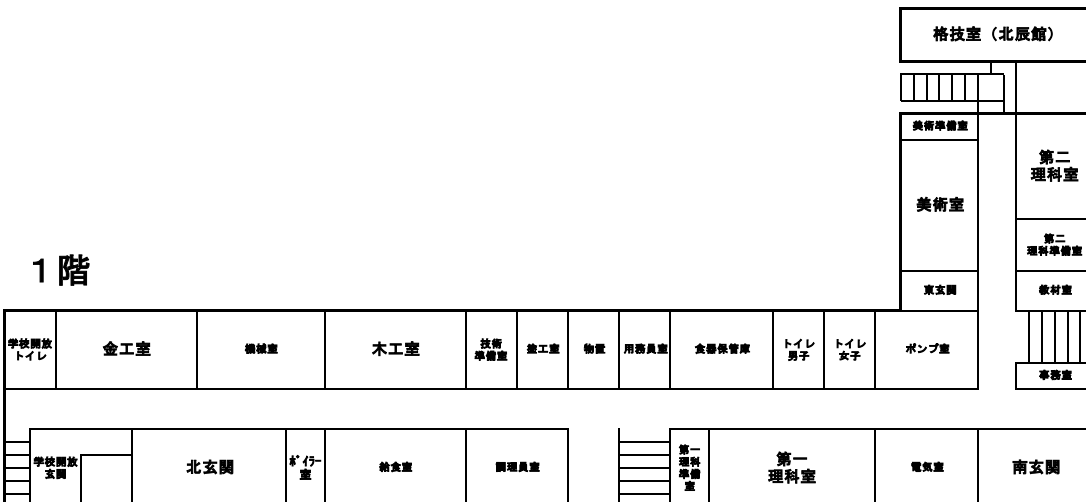 格技室（北辰館）
美術準備室
第二
理科室
美術室
第二
理科準備室
東玄関
教材室
1階
学校開放
トイレ
金工室
機械室
木工室
技術
準備室
塗工室
物置
用務員室
食器保管庫
トイレ
男子
トイレ
女子
ポンプ室
事務室
学校開放
玄関
北玄関
ボイラー
室
給食室
調理員室
第一
理科
準備
室
第一
理科室
電気室
南玄関